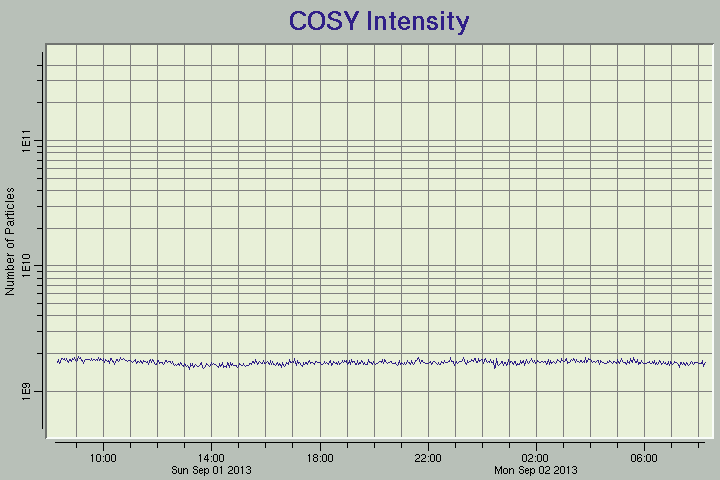 COSY Intensity
Number of Particles
1E11
1E10
1E9
10:00 14:00 18:00 22:00 02:00 06:00
Sun Sep 01 2013 Mon Sep 02 2013